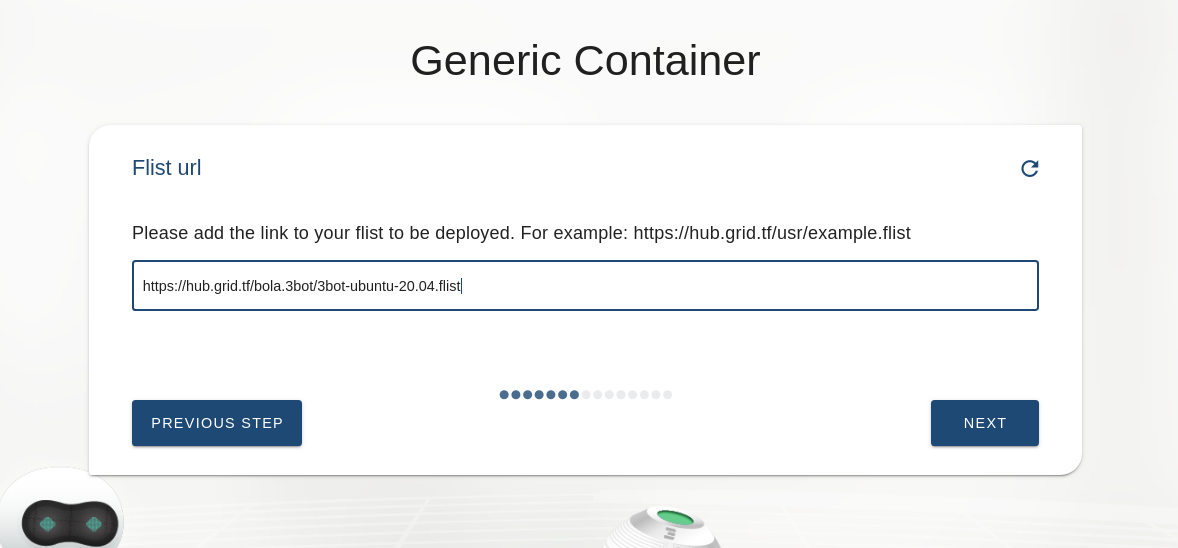 Generic Container
Flist url
Please add the link to your flist to be deployed. For example: https://hub.grid.tf/usr/example.flist
https://hub.grid.tf/bola.3bot/3bot-ubuntu-20.04.flist
PREVIOUS STEP
NEXT